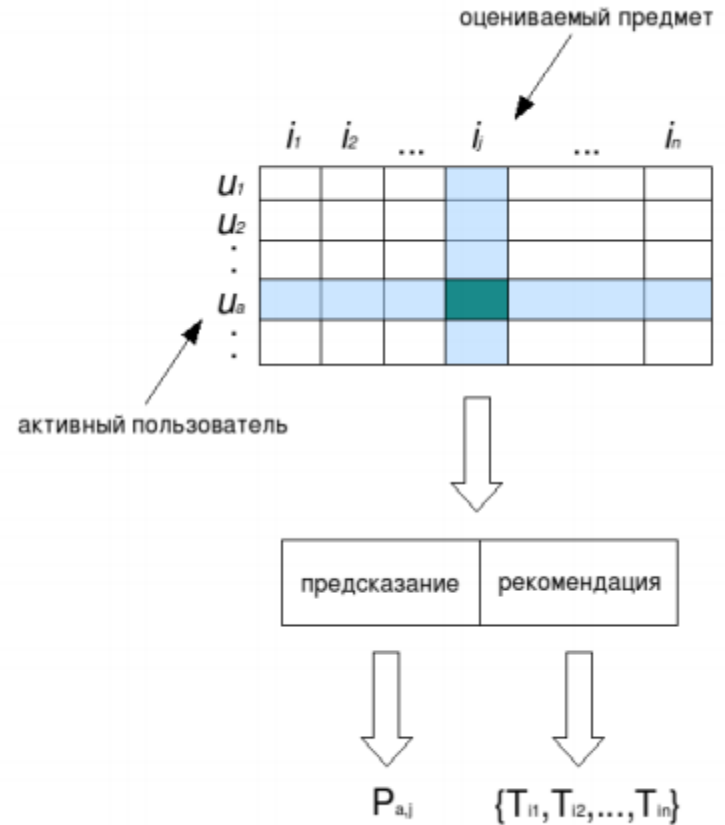 оцениваемый предмет
i1 i2 ... ij ... in
u1
u2
.
.
ua
.
.
активный пользователь
предсказание рекомендация
Pa,j {Ti1,Ti2,...,Tin}